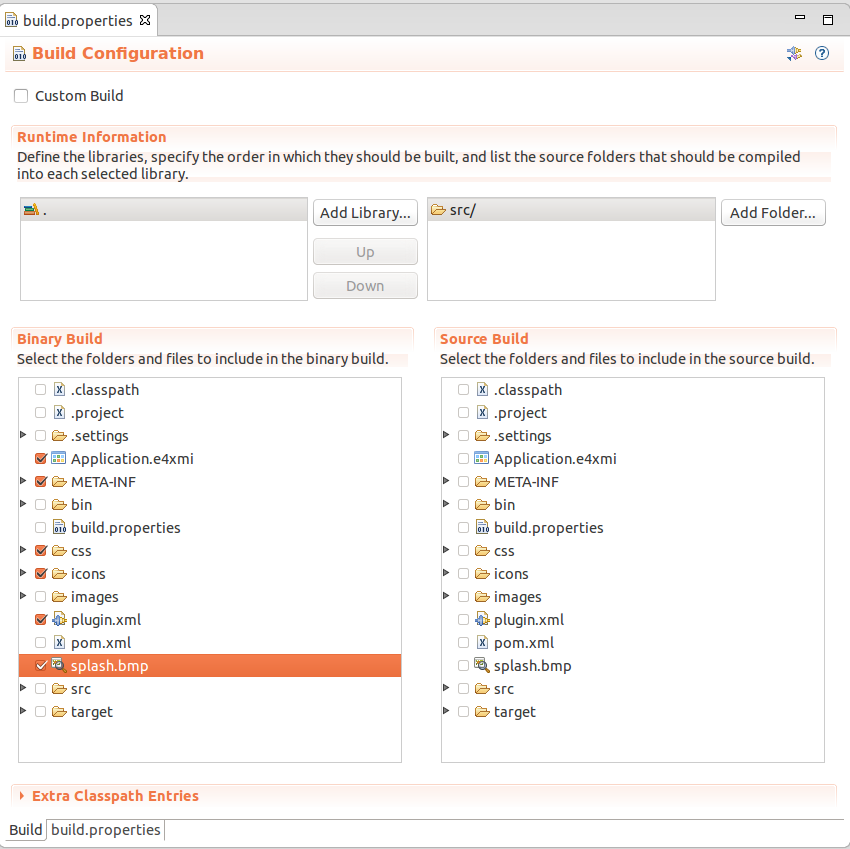 build.properties
Build Configuration
Custom Build
Runtime Information
Define the libraries, specify the order in which they should be built, and list the source folders that should be compiled
into each selected library.
.
Add Library...
Up
Down
src/
Add Folder...
Binary Build
Select the folders and files to include in the binary build.
.classpath
.project
.settings
Application.e4xmi
META-INF
bin
build.properties
css
icons
images
plugin.xml
pom.xml
splash.bmp
src
target
Source Build
Select the folders and files to include in the source build.
.classpath
.project
.settings
Application.e4xmi
META-INF
bin
build.properties
css
icons
images
plugin.xml
pom.xml
splash.bmp
src
target
Extra Classpath Entries
Build build.properties